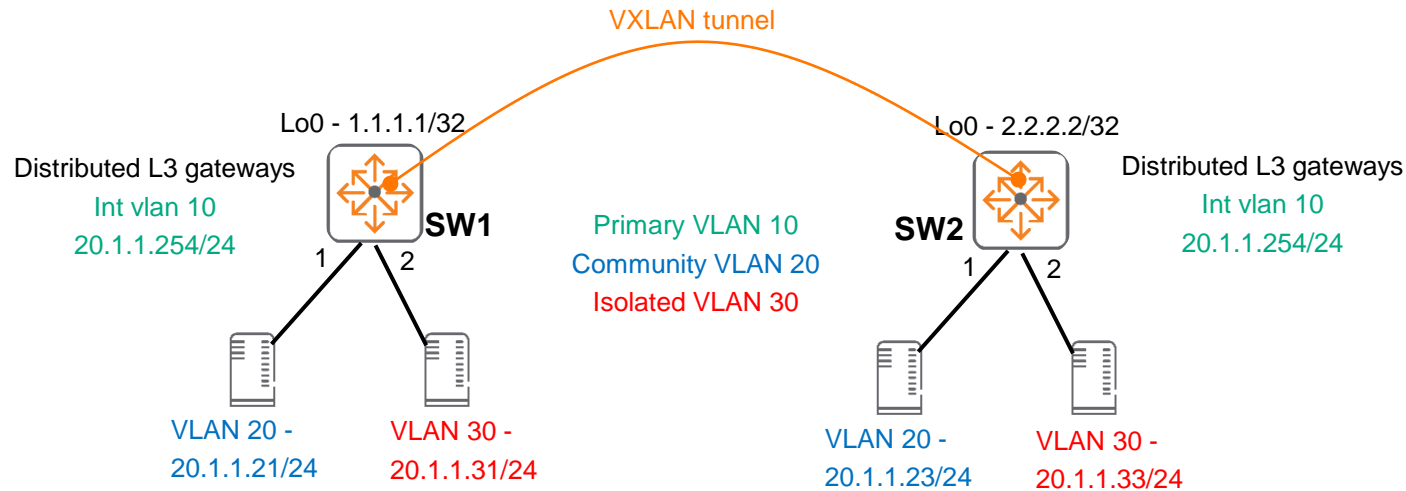 VXLAN tunnel
Lo0 - 1.1.1.1/32
Lo0 - 2.2.2.2/32
Distributed L3 gateways
Int vlan 10
20.1.1.254/24
SW1
1
2
Primary VLAN 10
Community VLAN 20
Isolated VLAN 30
SW2
1
2
Distributed L3 gateways
Int vlan 10
20.1.1.254/24
VLAN 20 -
20.1.1.21/24
VLAN 30 -
20.1.1.31/24
VLAN 20 -
20.1.1.23/24
VLAN 30 -
20.1.1.33/24